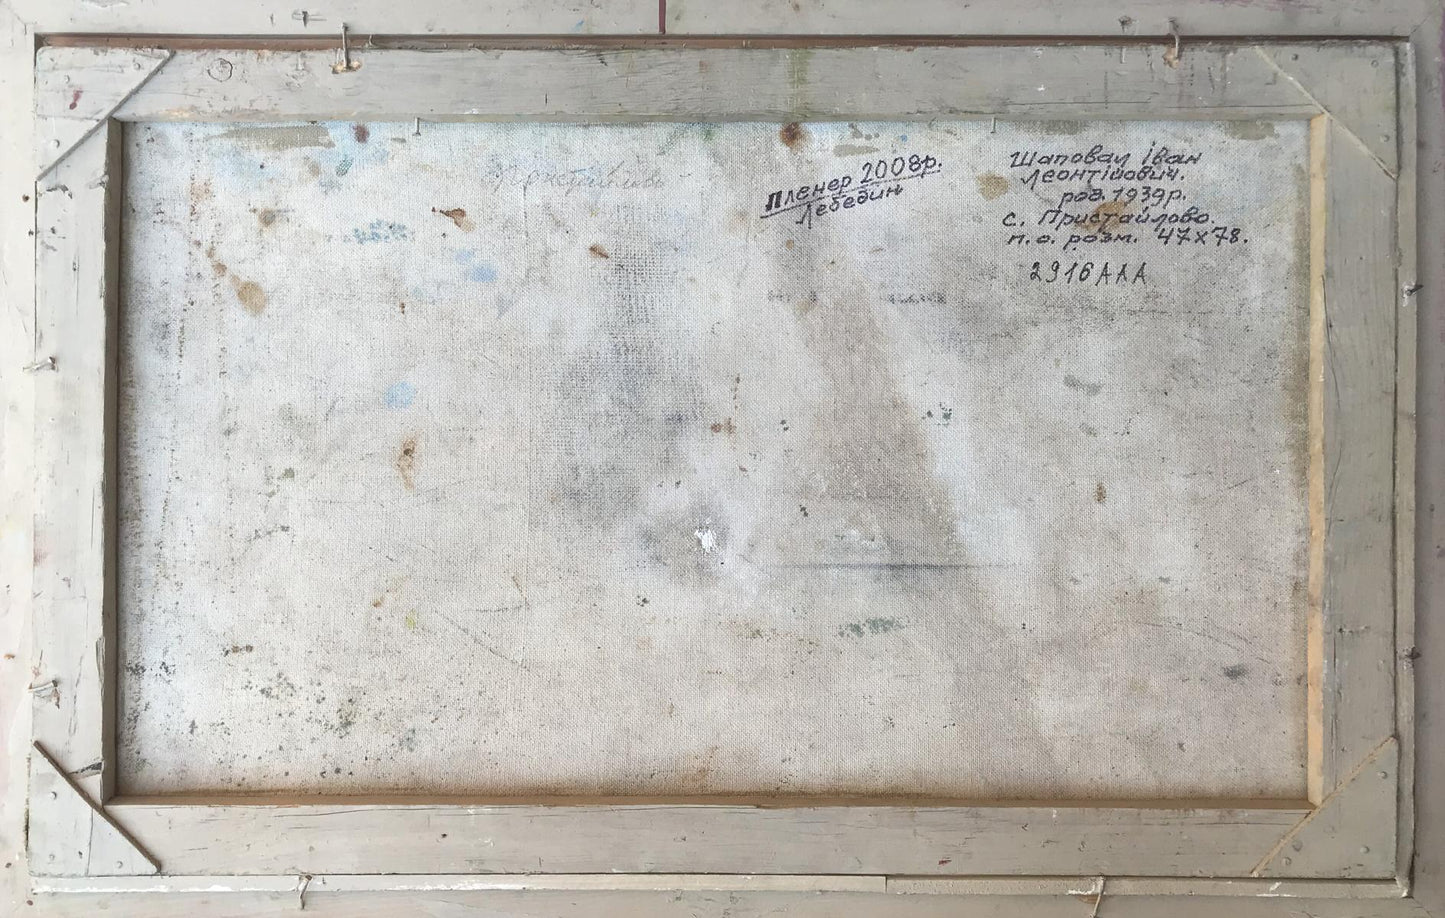 Пленер 2008р.
Лебедин
Шаповал Іван
Леонтійович.
род. 1939р.
с. Пристайлово.
п.о. розм. 47х78.
2916ААА